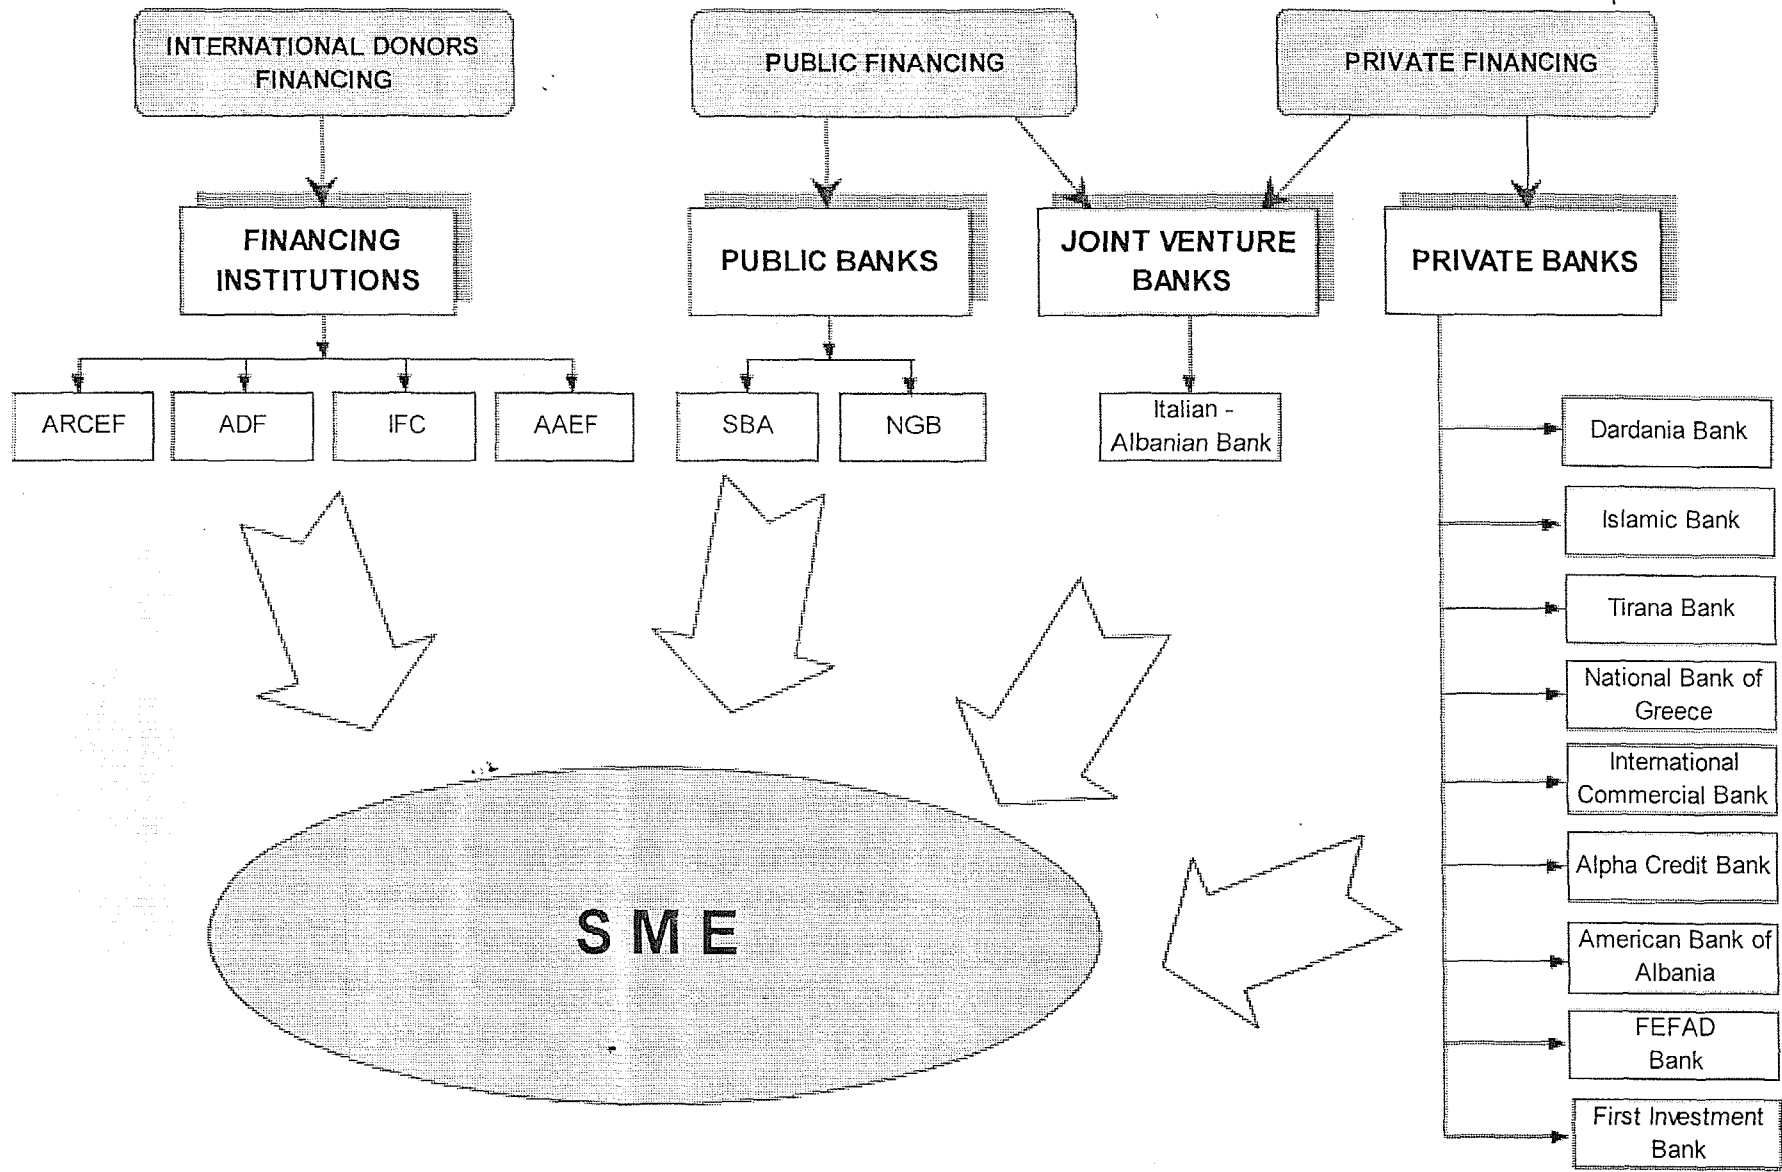 INTERNATIONAL DONORS
FINANCING
PUBLIC FINANCING
PRIVATE FINANCING
FINANCING
INSTITUTIONS
PUBLIC BANKS
JOINT VENTURE
BANKS
PRIVATE BANKS
ARCEF
ADF
IFC
AAEF
SBA
NGB
Italian -
Albanian Bank
Dardania Bank
Islamic Bank
Tirana Bank
National Bank of
Greece
International
Commercial Bank
Alpha Credit Bank
American Bank of
Albania
FEFAD
Bank
First Investment
Bank
S M E